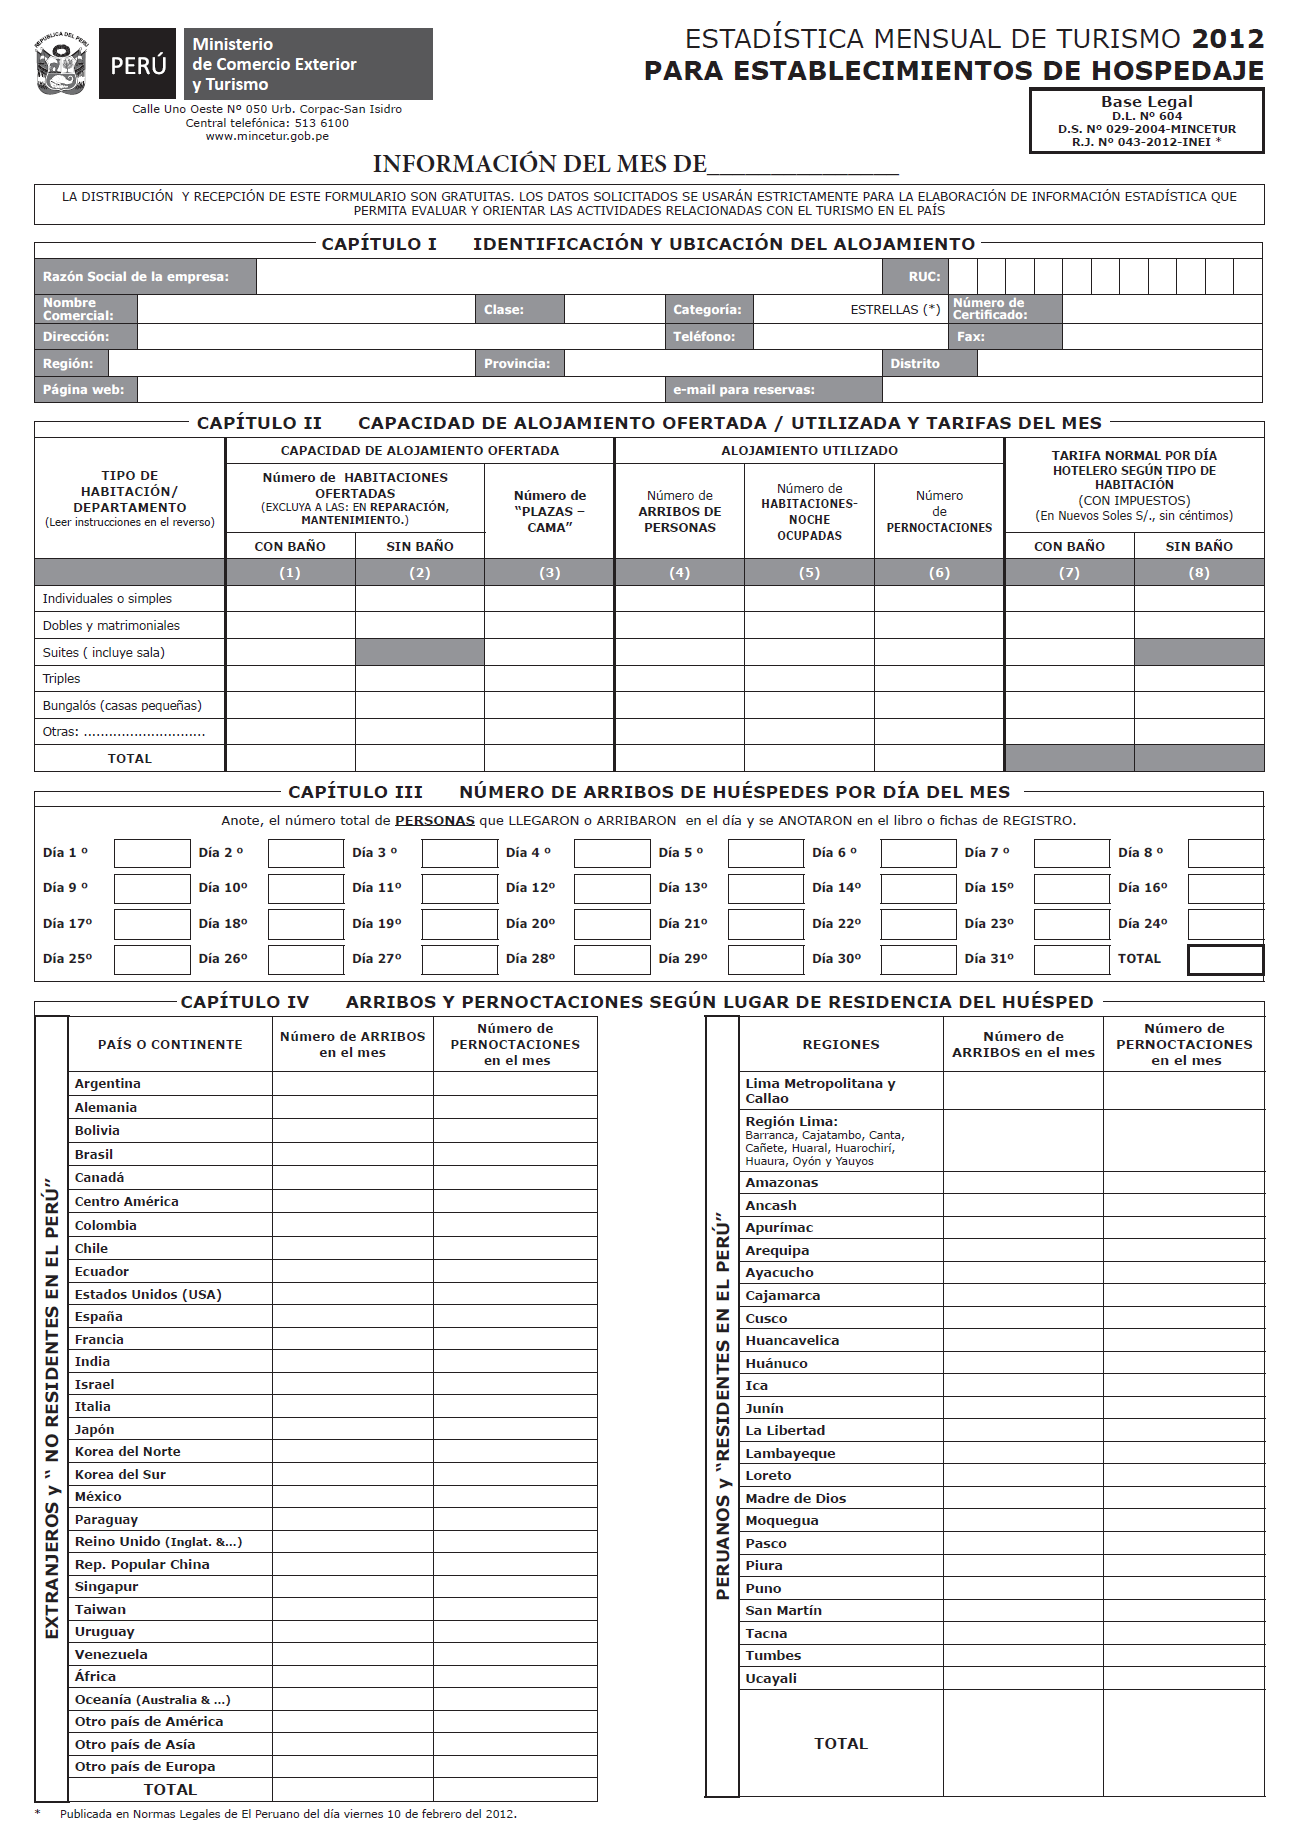 REPUBLICA DEL PERU
PERÚ
Ministerio
de Comercio Exterior
y Turismo
Calle Uno Oeste Nº 050 Urb. Corpac-San Isidro
Central telefónica: 513 6100
www.mincetur.gob.pe
ESTADÍSTICA MENSUAL DE TURISMO 2012
PARA ESTABLECIMIENTOS DE HOSPEDAJE
Base Legal
D.L. Nº 604
D.S. Nº 029-2004-MINCETUR
R.J. Nº 043-2012-INEI *
INFORMACIÓN DEL MES DE_______________
LA DISTRIBUCIÓN Y RECEPCIÓN DE ESTE FORMULARIO SON GRATUITAS. LOS DATOS SOLICITADOS SE USARÁN ESTRICTAMENTE PARA LA ELABORACIÓN DE INFORMACIÓN ESTADÍSTICA QUE
PERMITA EVALUAR Y ORIENTAR LAS ACTIVIDADES RELACIONADAS CON EL TURISMO EN EL PAÍS
CAPÍTULO I IDENTIFICACIÓN Y UBICACIÓN DEL ALOJAMIENTO
Razón Social de la empresa: RUC:
Nombre Comercial: Clase: Categoría: ESTRELLAS (*) Número de Certificado:
Dirección: Teléfono: Fax:
Región: Provincia: Distrito
Página web: e-mail para reservas:
CAPÍTULO II CAPACIDAD DE ALOJAMIENTO OFERTADA / UTILIZADA Y TARIFAS DEL MES
TIPO DE
HABITACIÓN/
DEPARTAMENTO
(Leer instrucciones en el reverso)
CAPACIDAD DE ALOJAMIENTO OFERTADA
Número de HABITACIONES
OFERTADAS
(EXCLUYA A LAS: EN REPARACIÓN,
MANTENIMIENTO.)
CON BAÑO SIN BAÑO
Número de
“PLAZAS –
CAMA”
ALOJAMIENTO UTILIZADO
Número de
ARRIBOS DE
PERSONAS
Número de
HABITACIONES-
NOCHE
OCUPADAS
Número
de
PERNOCTACIONES
TARIFA NORMAL POR DÍA
HOTELERO SEGÚN TIPO DE
HABITACIÓN
(CON IMPUESTOS)
(En Nuevos Soles S/., sin céntimos)
CON BAÑO SIN BAÑO
(1) (2) (3) (4) (5) (6) (7) (8)
Individuales o simples
Dobles y matrimoniales
Suites ( incluye sala)
Triples
Bungalós (casas pequeñas)
Otras: .............................
TOTAL
CAPÍTULO III NÚMERO DE ARRIBOS DE HUÉSPEDES POR DÍA DEL MES
Anote, el número total de PERSONAS que LLEGARON o ARRIBARON en el día y se ANOTARON en el libro o fichas de REGISTRO.
Día 1 º Día 2 º Día 3 º Día 4 º Día 5 º Día 6 º Día 7 º Día 8 º
Día 9 º Día 10º Día 11º Día 12º Día 13º Día 14º Día 15º Día 16º
Día 17º Día 18º Día 19º Día 20º Día 21º Día 22º Día 23º Día 24º
Día 25º Día 26º Día 27º Día 28º Día 29º Día 30º Día 31º TOTAL
CAPÍTULO IV ARRIBOS Y PERNOCTACIONES SEGÚN LUGAR DE RESIDENCIA DEL HUÉSPED
EXTRANJEROS y “ NO RESIDENTES EN EL PERÚ”
PAÍS O CONTINENTE
Número de ARRIBOS
en el mes
Número de
PERNOCTACIONES
en el mes
Argentina
Alemania
Bolivia
Brasil
Canadá
Centro América
Colombia
Chile
Ecuador
Estados Unidos (USA)
España
Francia
India
Israel
Italia
Japón
Korea del Norte
Korea del Sur
México
Paraguay
Reino Unido (Inglat. &...)
Rep. Popular China
Singapur
Taiwan
Uruguay
Venezuela
África
Oceanía (Australia & ...)
Otro país de América
Otro país de Asía
Otro país de Europa
TOTAL
PERUANOS y “RESIDENTES EN EL PERÚ”
REGIONES
Número de
ARRIBOS en el mes
Número de
PERNOCTACIONES
en el mes
Lima Metropolitana y
Callao
Región Lima:
Barranca, Cajatambo, Canta,
Cañete, Huaral, Huarochirí,
Huaura, Oyón y Yauyos
Amazonas
Ancash
Apurímac
Arequipa
Ayacucho
Cajamarca
Cusco
Huancavelica
Huánuco
Ica
Junín
La Libertad
Lambayeque
Loreto
Madre de Dios
Moquegua
Pasco
Piura
Puno
San Martín
Tacna
Tumbes
Ucayali
TOTAL
* Publicada en Normas Legales de El Peruano del día viernes 10 de febrero del 2012.